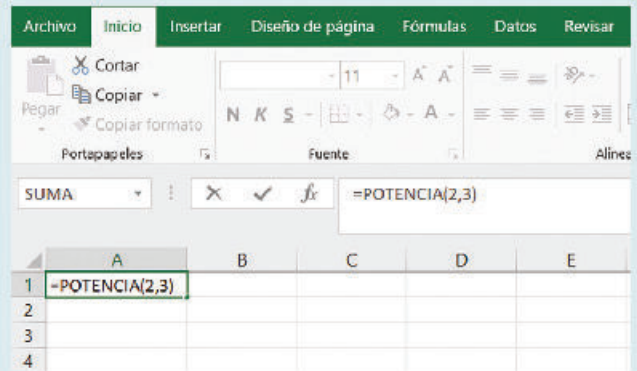 Archivo Inicio Insertar Diseño de página Fórmulas Datos Revisar
Cortar
Copiar
Pegar
Copiar formato
N K S
11 A A
A
Portapapeles Fuente Alinea
SUMA fx =POTENCIA(2,3)
A B C D E
1 =POTENCIA(2,3)
2
3
4